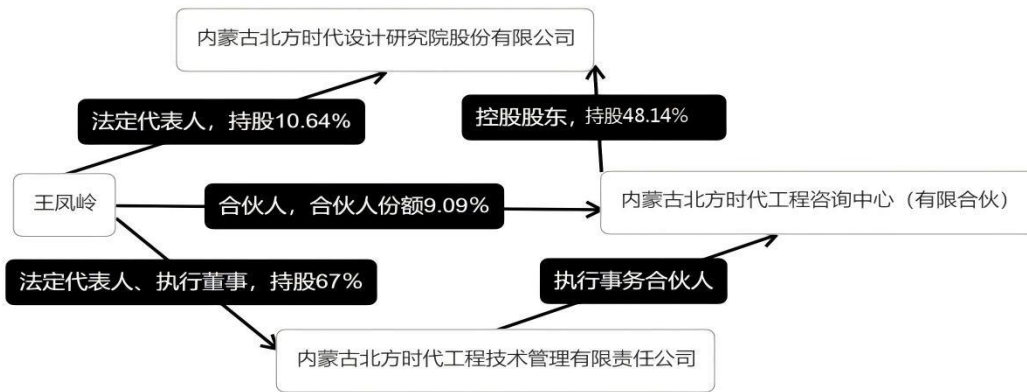 内蒙古北方时代设计研究院股份有限公司
法定代表人，持股10.64%
控股股东，持股48.14%
王凤岭
合伙人，合伙人份额9.09%
内蒙古北方时代工程咨询中心（有限合伙）
法定代表人、执行董事，持股67%
执行事务合伙人
内蒙古北方时代工程技术管理有限责任公司